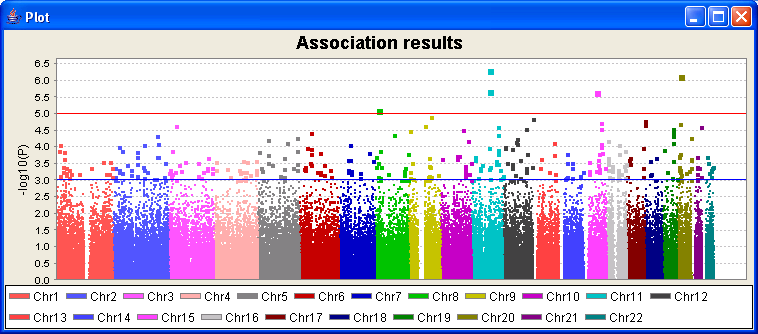 Plot
Association results
-log10(P)
6.5
6.0
5.5
5.0
4.5
4.0
3.5
3.0
2.5
2.0
1.5
1.0
0.5
0.0
Chr1 Chr2 Chr3 Chr4 Chr5 Chr6 Chr7 Chr8 Chr9 Chr10 Chr11 Chr12
Chr13 Chr14 Chr15 Chr16 Chr17 Chr18 Chr19 Chr20 Chr21 Chr22